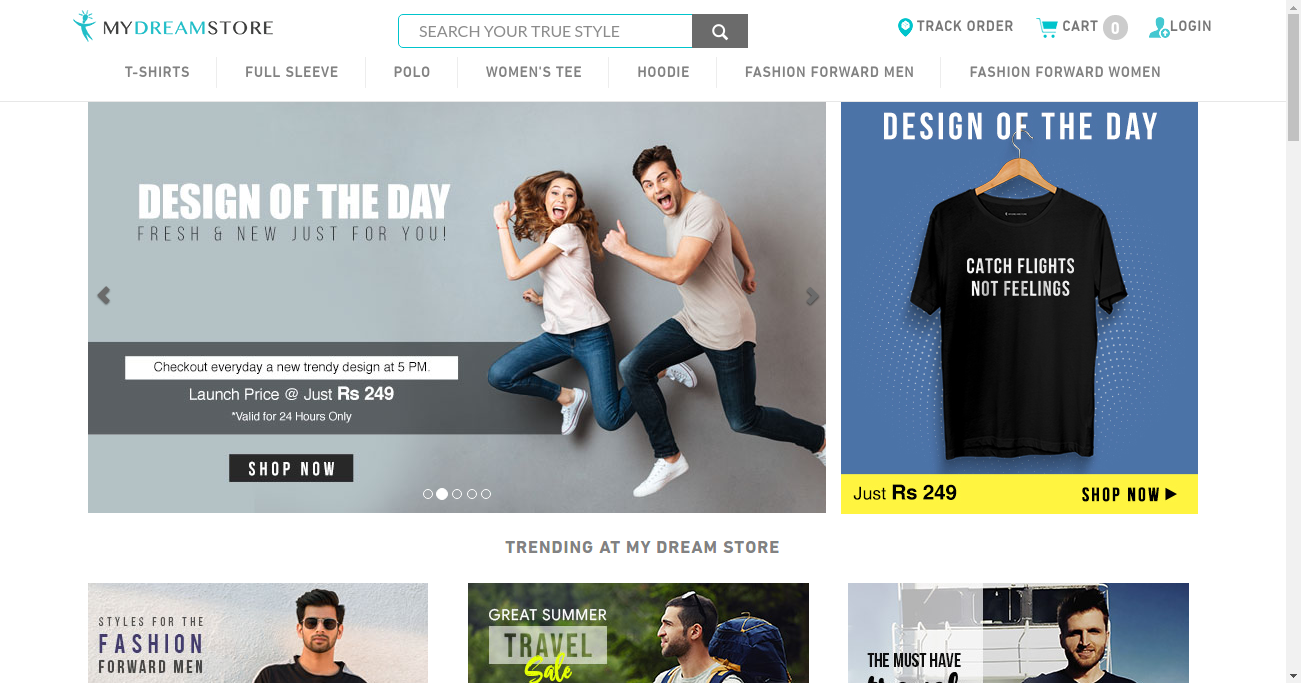 MYDREAMSTORE
SEARCH YOUR TRUE STYLE
TRACK ORDER
CART 0
LOGIN
T-SHIRTS
FULL SLEEVE
POLO
WOMEN'S TEE
HOODIE
FASHION FORWARD MEN
FASHION FORWARD WOMEN
DESIGN OF THE DAY
FRESH & NEW JUST FOR YOU!
Checkout everyday a new trendy design at 5 PM.
Launch Price @ Just Rs 249
*Valid for 24 Hours Only
SHOP NOW
DESIGN OF THE DAY
CATCH FLIGHTS
NOT FEELINGS
Just Rs 249
SHOP NOW
TRENDING AT MY DREAM STORE
STYLES FOR THE
FASHION
FORWARD MEN
GREAT SUMMER
TRAVEL
Sale
THE MUST HAVE